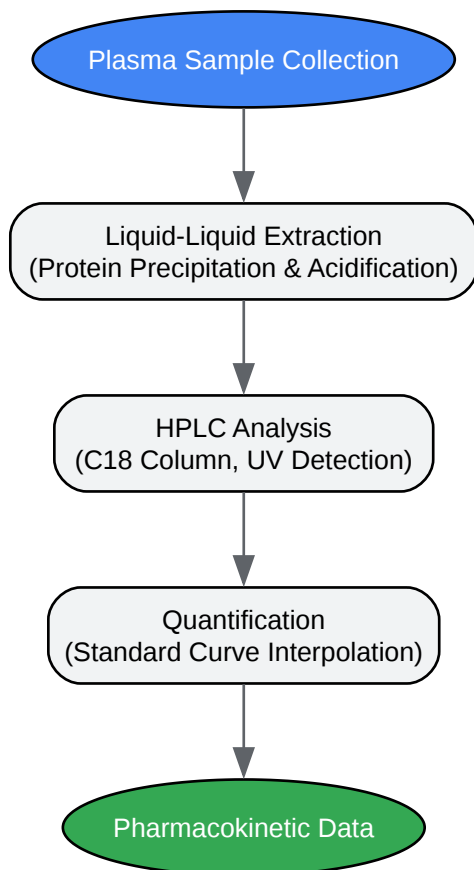 Plasma Sample Collection
Liquid-Liquid Extraction
(Protein Precipitation & Acidification)
HPLC Analysis
(C18 Column, UV Detection)
Quantification
(Standard Curve Interpolation)
Pharmacokinetic Data